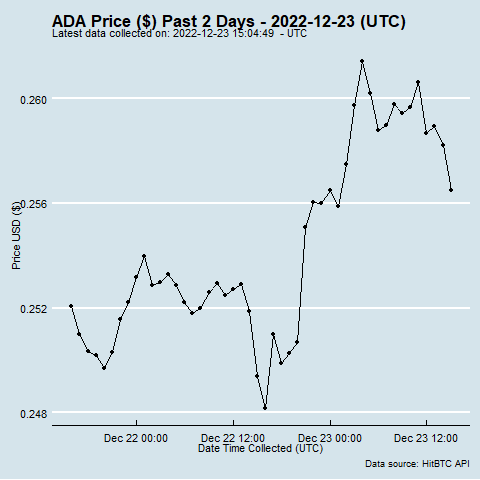 ADA Price ($) Past 2 Days - 2022-12-23 (UTC)
Latest data collected on: 2022-12-23 15:04:49 - UTC
0.260
0.256
0.252
0.248
Price USD ($)
Dec 22 00:00 Dec 22 12:00 Dec 23 00:00 Dec 23 12:00
Date Time Collected (UTC)
Data source: HitBTC API